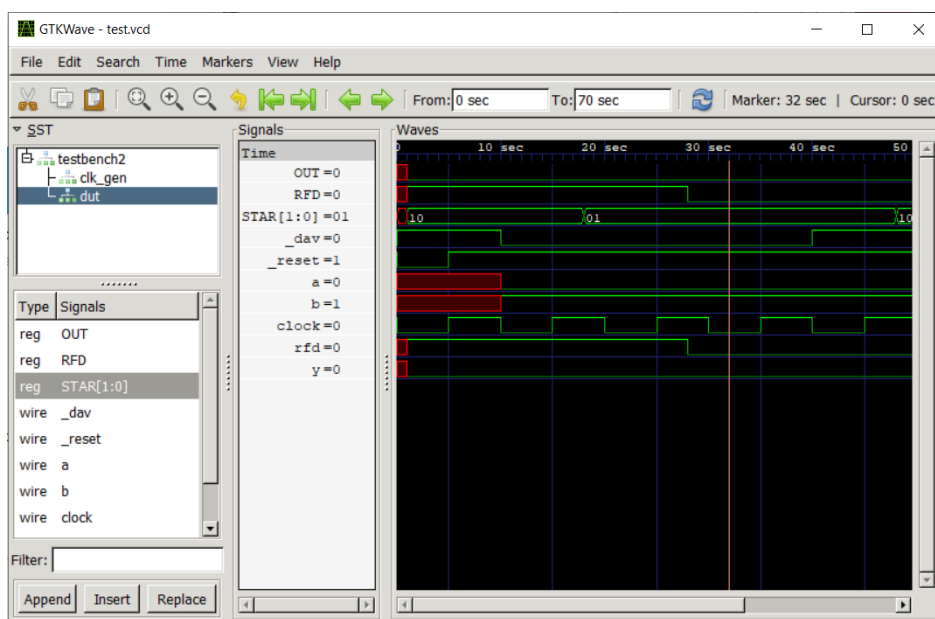 GTKWave - test.vcd
File Edit Search Time Markers View Help
From: 0 sec To: 70 sec Marker: 32 sec | Cursor: 0 sec
SST
testbench2
clk_gen
dut
Type Signals
reg OUT
reg RFD
reg STAR[1:0]
wire _dav
wire _reset
wire a
wire b
wire clock
Filter:
Append Insert Replace
Signals
Time
OUT =0
RFD =0
STAR[1:0] =01
_dav =0
_reset =1
a =0
b =1
clock =0
rfd =0
y =0
Waves
0 10 sec 20 sec 30 sec 40 sec 50
10 01 10